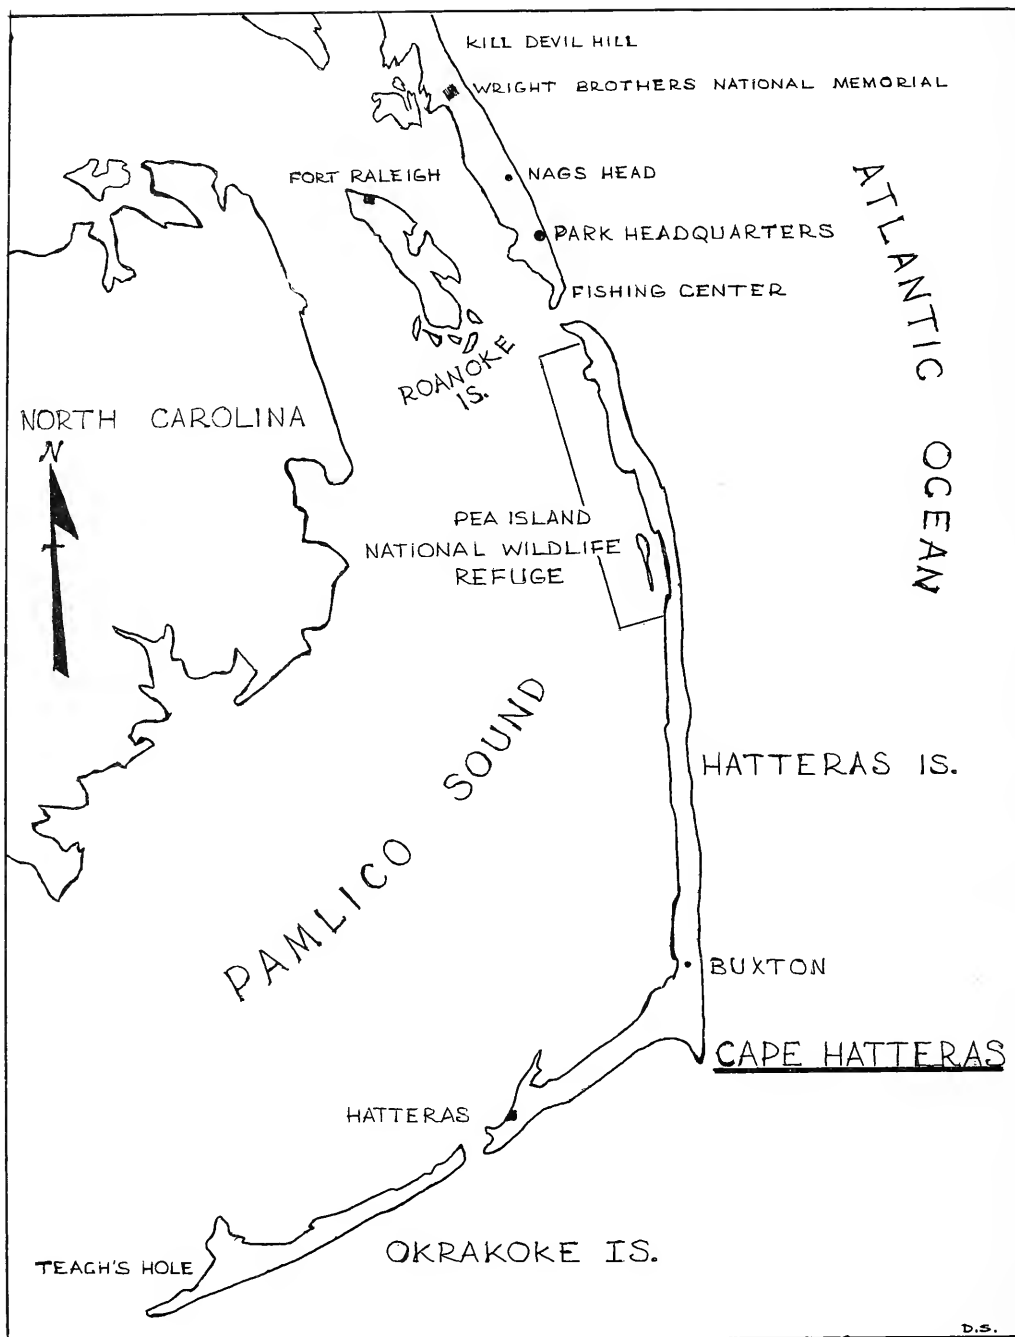 KILL DEVIL HILL
WRIGHT BROTHERS NATIONAL MEMORIAL
FORT RALEIGH
NAGS HEAD
PARK HEADQUARTERS
FISHING CENTER
ATLANTIC OCEAN
ROANOKE
IS.
NORTH CAROLINA
N
PEA ISLAND
NATIONAL WILDLIFE
REFUGE
PAMLICO SOUND
HATTERAS IS.
BUXTON
CAPE HATTERAS
HATTERAS
OKRAKOKE IS.
TEACH'S HOLE
D.S.